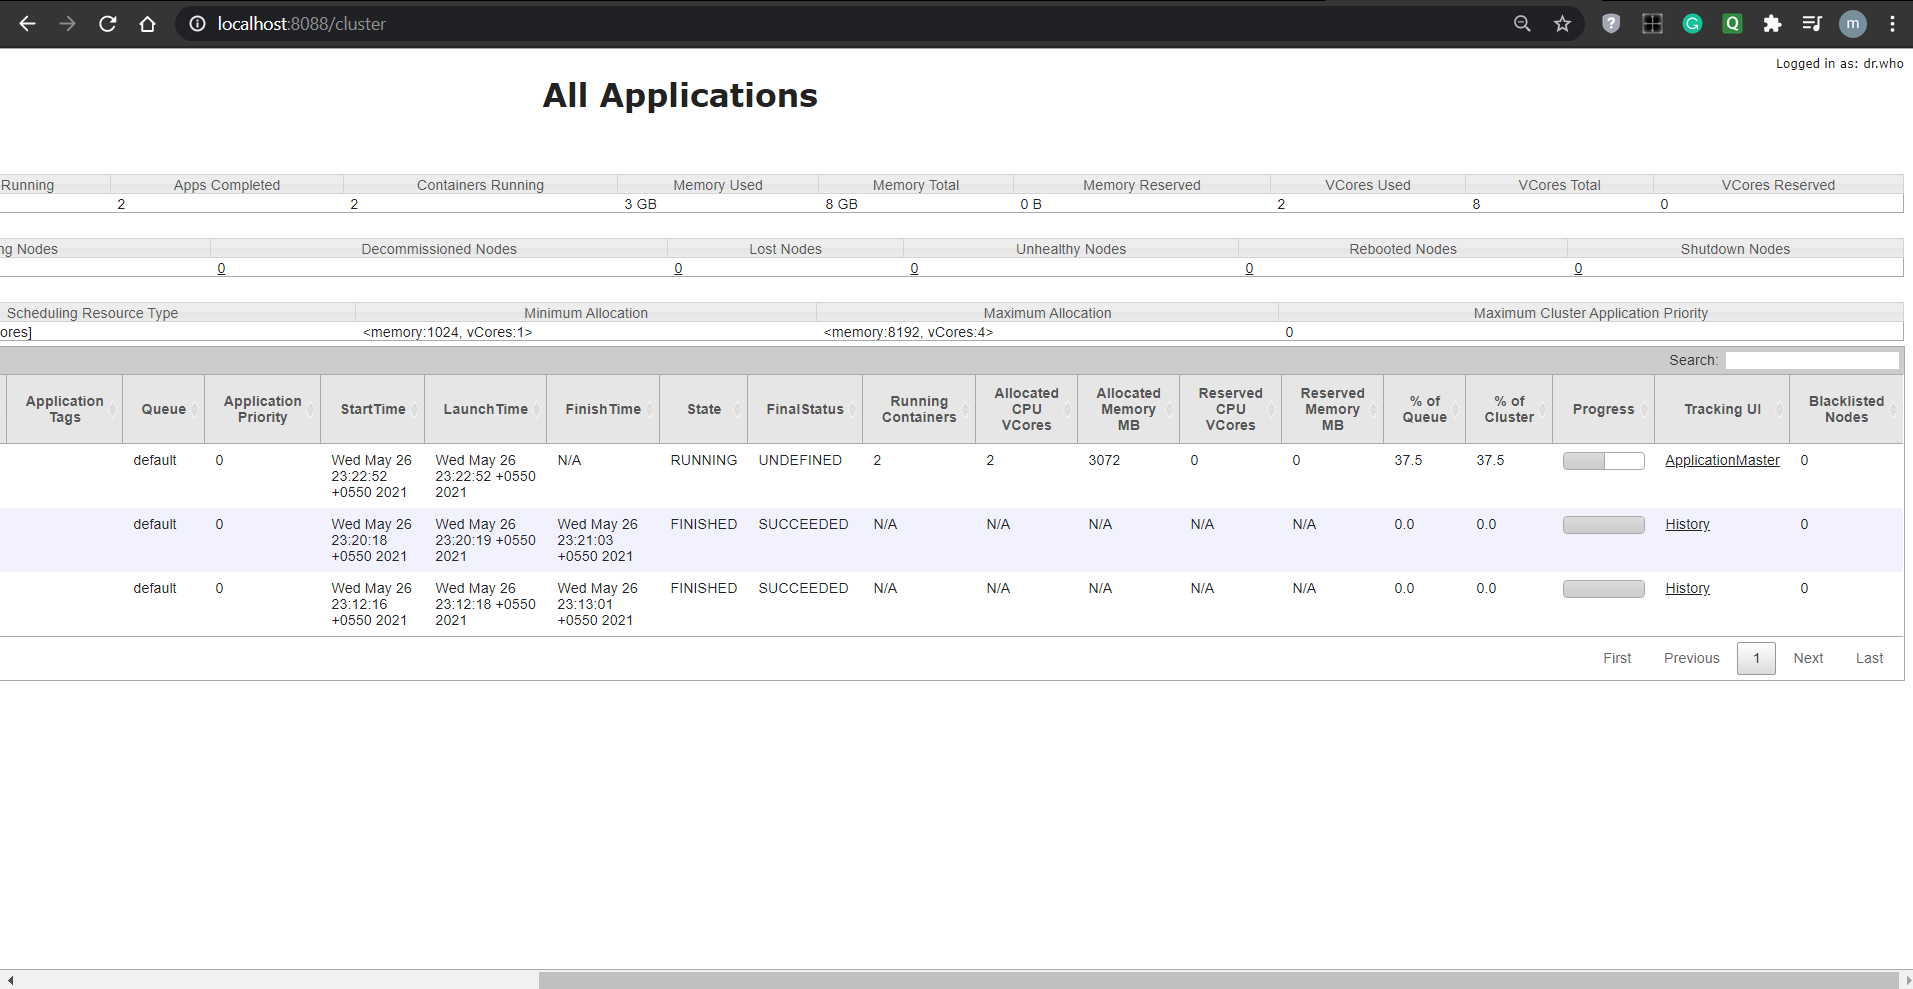 localhost:8088/cluster
m
Logged in as: dr.who
All Applications
Running Apps Completed Containers Running Memory Used Memory Total Memory Reserved VCores Used VCores Total VCores Reserved
2 2 3 GB 8 GB 0 B 2 8 0
ng Nodes Decommissioned Nodes Lost Nodes Unhealthy Nodes Rebooted Nodes Shutdown Nodes
0 0 0 0 0
Scheduling Resource Type Minimum Allocation Maximum Allocation Maximum Cluster Application Priority
ores] <memory:1024, vCores:1> <memory:8192, vCores:4> 0
Search:
Application Tags Queue Application Priority StartTime LaunchTime FinishTime State FinalStatus Running Containers Allocated CPU VCores Allocated Memory MB Reserved CPU VCores Reserved Memory MB % of Queue % of Cluster Progress Tracking UI Blacklisted Nodes
default 0 Wed May 26 23:22:52 +0550 2021 Wed May 26 23:22:52 +0550 2021 N/A RUNNING UNDEFINED 2 2 3072 0 0 37.5 37.5 ApplicationMaster 0
default 0 Wed May 26 23:20:18 +0550 2021 Wed May 26 23:20:19 +0550 2021 Wed May 26 23:21:03 +0550 2021 FINISHED SUCCEEDED N/A N/A N/A N/A N/A 0.0 0.0 History 0
default 0 Wed May 26 23:12:16 +0550 2021 Wed May 26 23:12:18 +0550 2021 Wed May 26 23:13:01 +0550 2021 FINISHED SUCCEEDED N/A N/A N/A N/A N/A 0.0 0.0 History 0
First Previous 1 Next Last